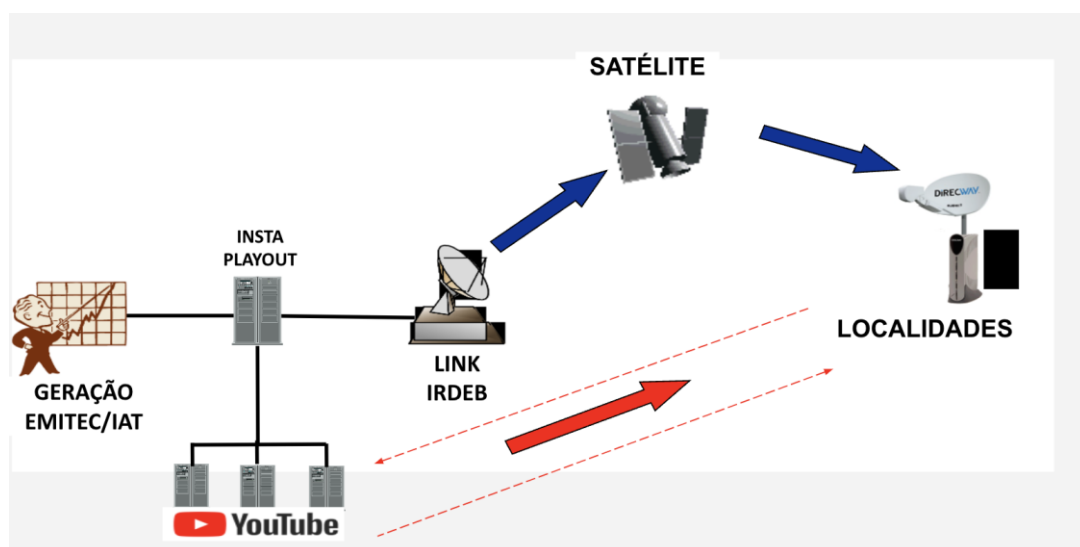 SATÉLITE
DIRECWAY
INSTA
PLAYOUT
LOCALIDADES
LINK
IRDEB
GERAÇÃO
EMITEC/IAT
YouTube